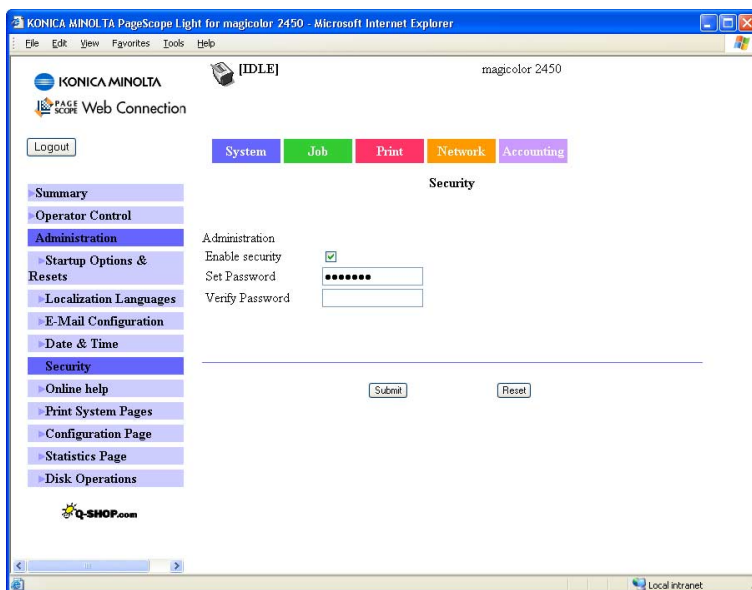 KONICA MINOLTA PageScope Light for magicolor 2450 - Microsoft Internet Explorer
File Edit View Favorites Tools Help
KONICA MINOLTA
PAGE SCOPE Web Connection
[IDLE]
magicolor 2450
Logout
System Job Print Network Accounting
Security
Summary
Operator Control
Administration
Startup Options &
Resets
Localization Languages
E-Mail Configuration
Date & Time
Security
Online help
Print System Pages
Configuration Page
Statistics Page
Disk Operations
Q-SHOP.com
Administration
Enable security
Set Password
Verify Password
Submit Reset
Local intranet